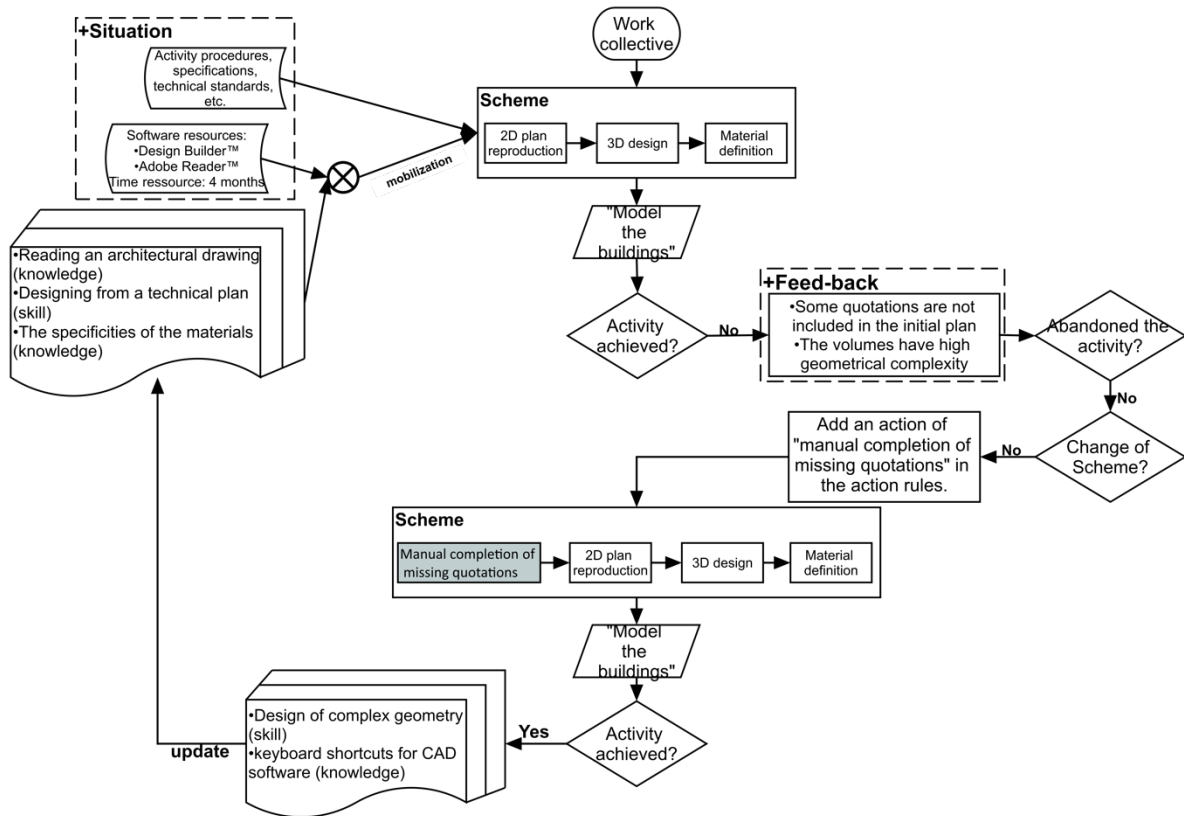 +Situation
Activity procedures,
specifications,
technical standards,
etc.
Software resources:
•Design Builder™
•Adobe Reader™
Time ressource: 4 months
•Reading an architectural drawing
(knowledge)
•Designing from a technical plan
(skill)
•The specificities of the materials
(knowledge)
mobilization
Work
collective
Scheme
2D plan
reproduction
3D design
Material
definition
"Model
the
buildings"
Activity
achieved?
No
+Feed-back
•Some quotations are not
included in the initial plan
•The volumes have high
geometrical complexity
Abandoned the
activity?
No
Change of
Scheme?
No
Add an action of
"manual completion of
missing quotations" in
the action rules.
Scheme
Manual completion of
missing quotations
2D plan
reproduction
3D design
Material
definition
"Model
the
buildings"
Activity
achieved?
Yes
•Design of complex geometry
(skill)
•keyboard shortcuts for CAD
software (knowledge)
update